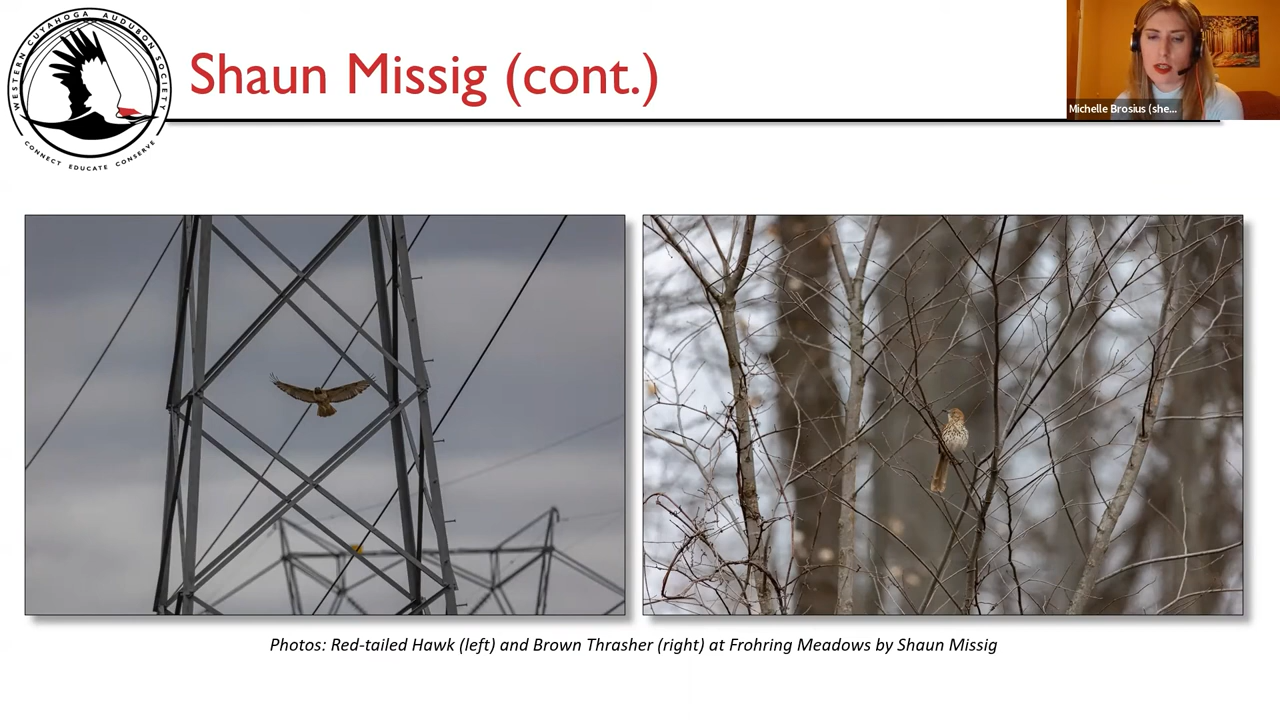 WESTERN CUYAHOGA AUDUBON SOCIETY
CONNECT EDUCATE CONSERVE
Shaun Missig (cont.)
Michelle Brosius (she...
Photos: Red-tailed Hawk (left) and Brown Thrasher (right) at Frohring Meadows by Shaun Missig